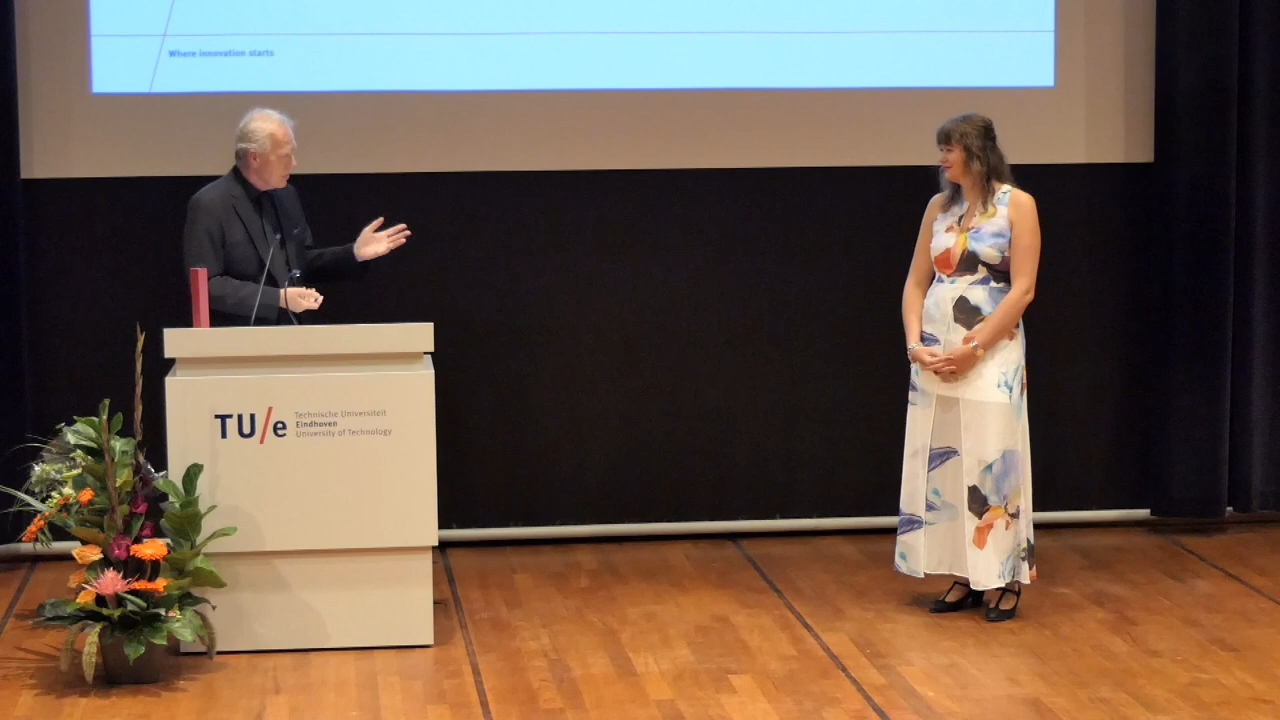 Where innovation starts
TU/e
Technische Universiteit
Eindhoven
University of Technology